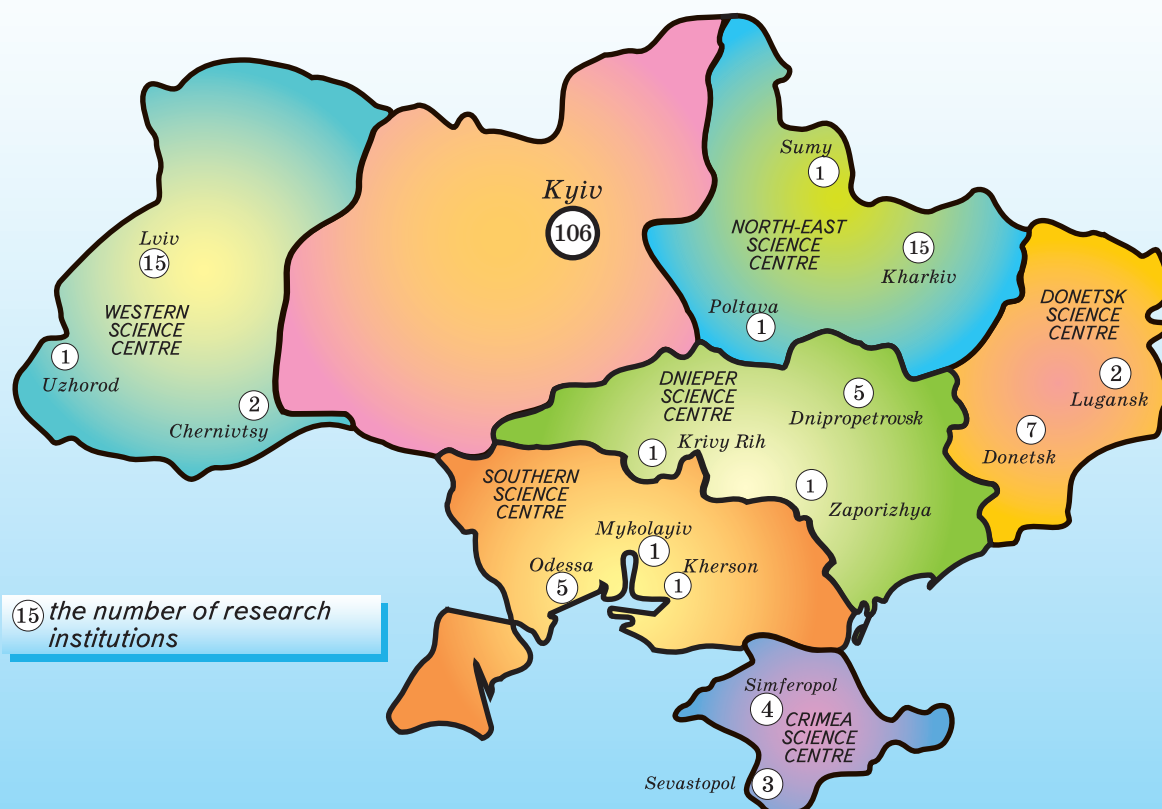 Kyiv
106
Sumy
1
NORTH-EAST
SCIENCE
CENTRE
15
Kharkiv
Poltava
1
Lviv
15
WESTERN
SCIENCE
CENTRE
1
Uzhorod
2
Chernivtsy
DONETSK
SCIENCE
CENTRE
2
Lugansk
7
Donetsk
DNIEPER
SCIENCE
CENTRE
5
Dnipropetrovsk
Krivy Rih
1
1
Zaporizhya
SOUTHERN
SCIENCE
CENTRE
Mykolayiv
1
Odessa
5
Kherson
1
15 the number of research
institutions
Simferopol
4
CRIMEA
SCIENCE
CENTRE
Sevastopol
3